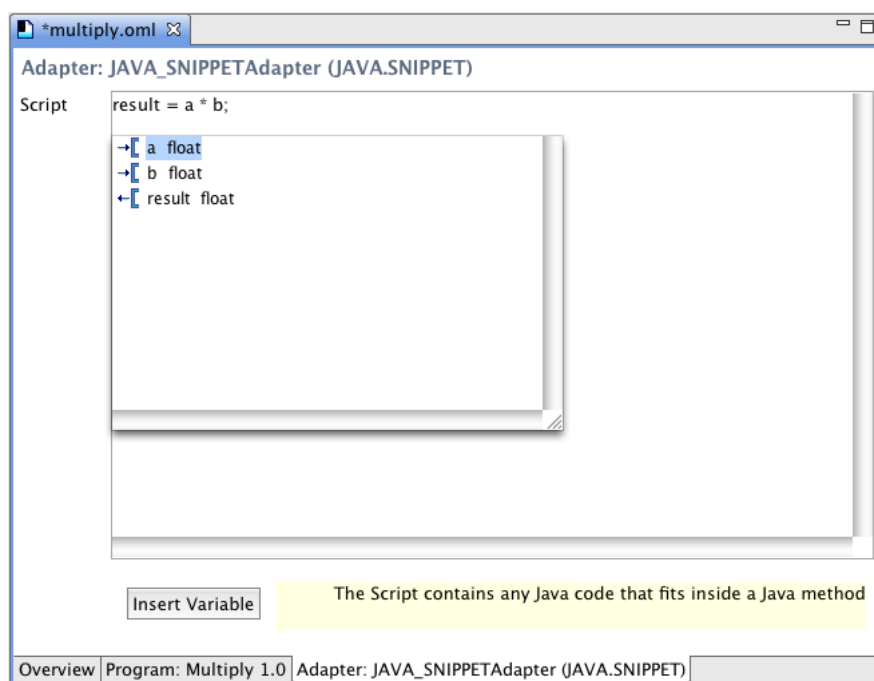 *multiply.oml
Adapter: JAVA_SNIPPETAdapter (JAVA.SNIPPET)
Script
result = a * b;
a float
b float
result float
Insert Variable
The Script contains any Java code that fits inside a Java method
Overview Program: Multiply 1.0 Adapter: JAVA_SNIPPETAdapter (JAVA.SNIPPET)